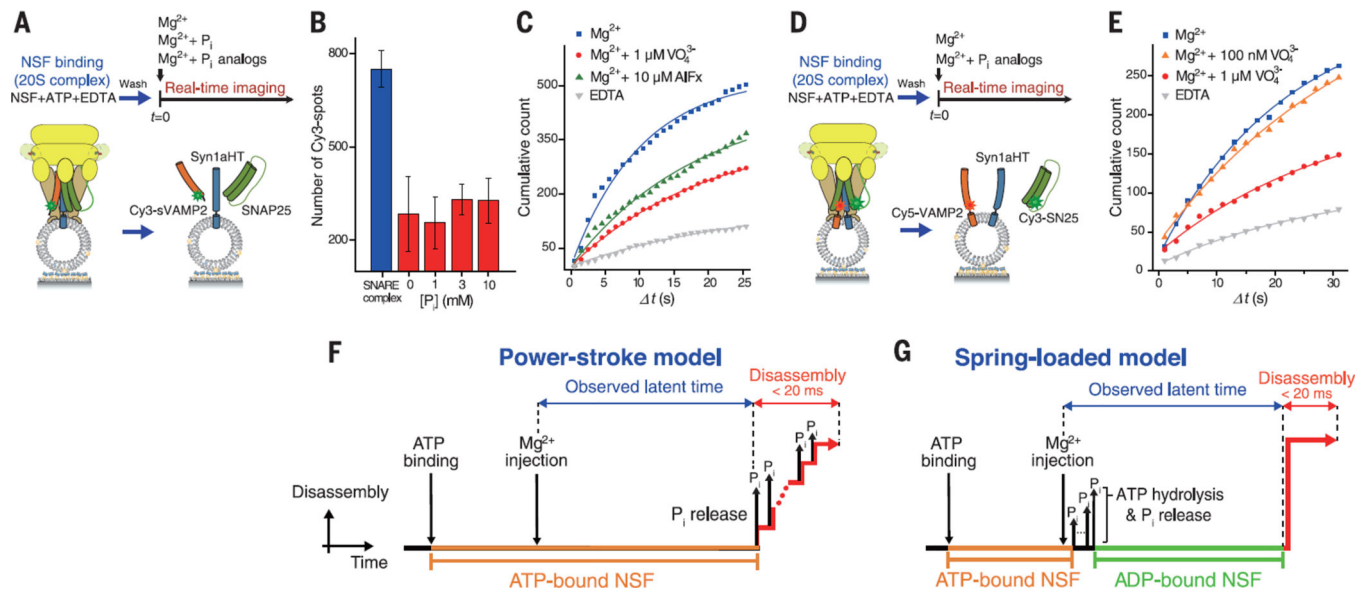 A
Mg²⁺
Mg²⁺ + Pᵢ
Mg²⁺ + Pᵢ analogs
NSF binding
(20S complex)
Wash
NSF+ATP+EDTA
Real-time imaging
t=0
Syn1aHT
Cy3-sVAMP2
SNAP25
B
Number of Cy3-spots
800
500
200
SNARE
complex
0
1
3
10
[Pᵢ] (mM)
C
Mg²⁺
Mg²⁺ + 1 µM VO₄³⁻
Mg²⁺ + 10 µM AlFx
EDTA
Cumulative count
500
350
200
50
0
5
10
15
20
25
Δt (s)
D
Mg²⁺
Mg²⁺ + Pᵢ analogs
NSF binding
(20S complex)
Wash
NSF+ATP+EDTA
Real-time imaging
t=0
Syn1aHT
Cy5-VAMP2
Cy3-SN25
E
Mg²⁺
Mg²⁺ + 100 nM VO₄³⁻
Mg²⁺ + 1 µM VO₄³⁻
EDTA
Cumulative count
250
200
150
100
50
0
0
10
20
30
Δt (s)
F
Power-stroke model
Observed latent time
Disassembly
< 20 ms
ATP
binding
Mg²⁺
injection
Pᵢ
Pᵢ
Pᵢ
Pᵢ
Pᵢ release
Disassembly
Time
ATP-bound NSF
G
Spring-loaded model
Observed latent time
Disassembly
< 20 ms
ATP
binding
Mg²⁺
injection
Pᵢ
Pᵢ
Pᵢ
ATP hydrolysis
& Pᵢ release
ATP-bound NSF
ADP-bound NSF